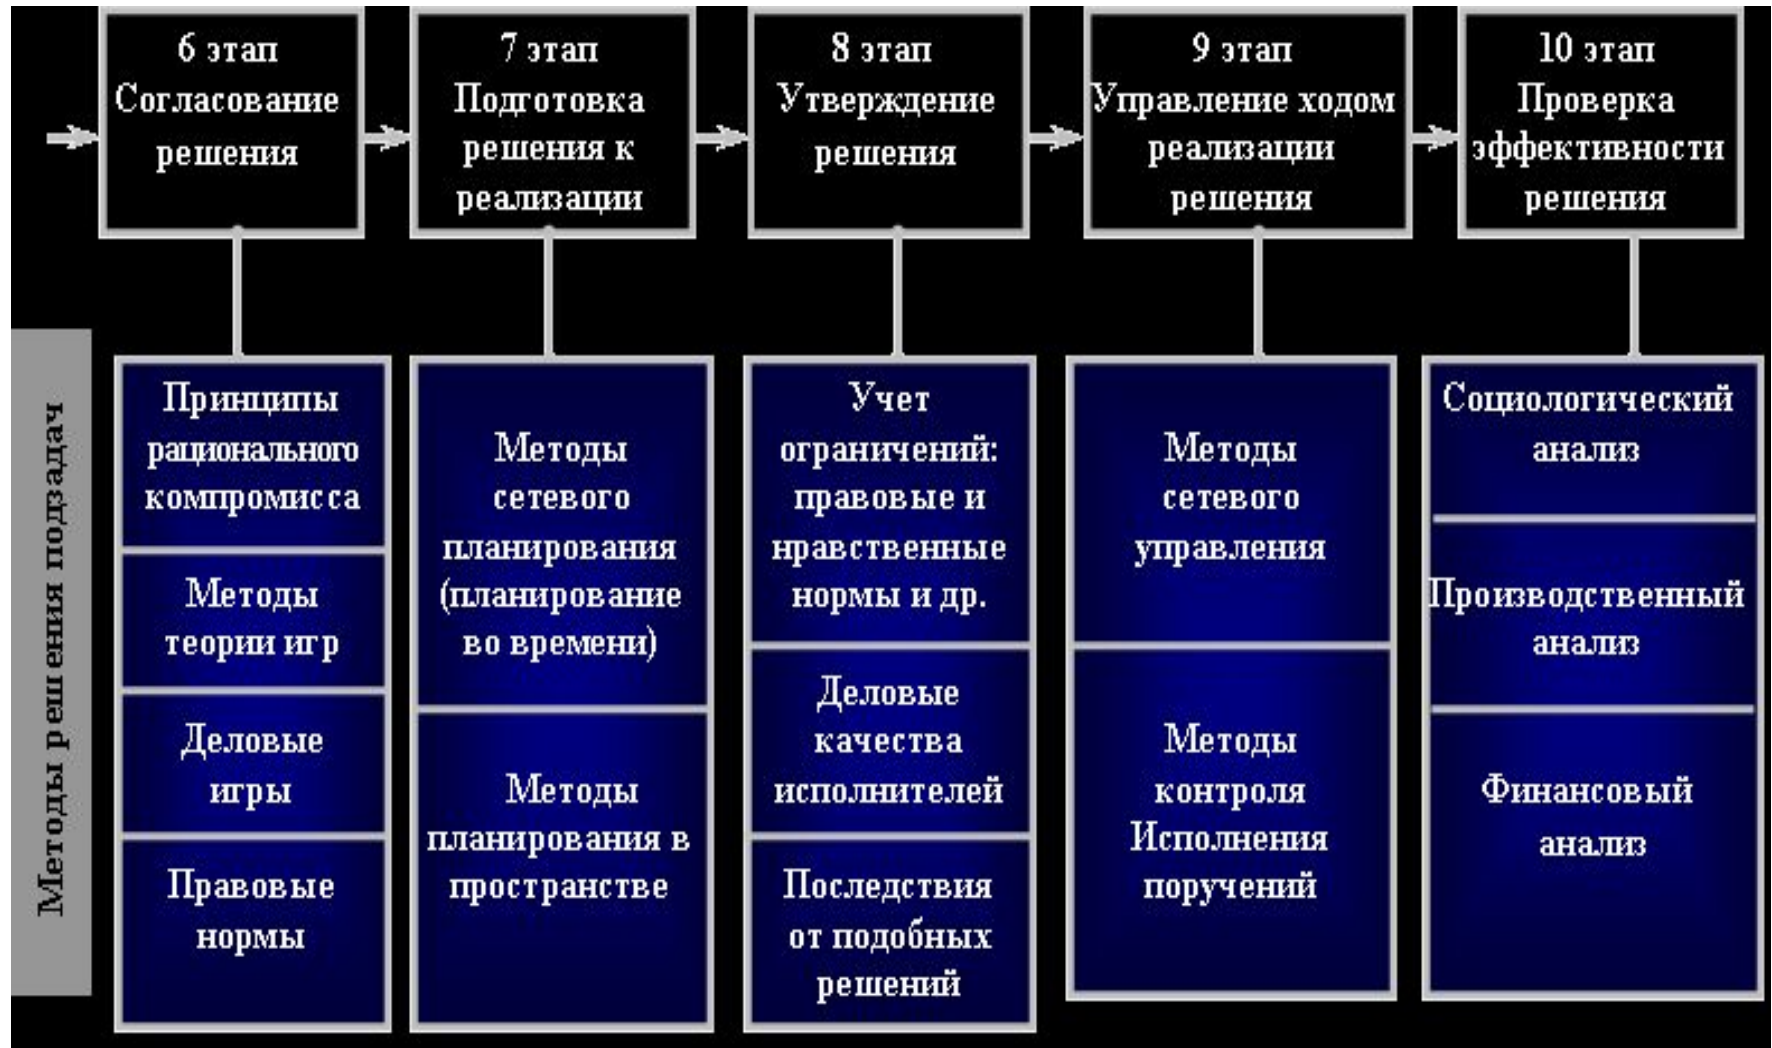 6 этап
Согласование
решения
7 этап
Подготовка
решения к
реализации
8 этап
Утверждение
решения
9 этап
Управление ходом
реализации
решения
10 этап
Проверка
эффективности
решения
Методы решения подзадач
Принципы
рационального
компромисса
Методы
теории игр
Деловые
игры
Правовые
нормы
Методы
сетевого
планирования
(планирование
во времени)
Методы
планирования в
пространстве
Учет
ограничений:
правовые и
нравственные
нормы и др.
Деловые
качества
исполнителей
Последствия
от подобных
решений
Методы
сетевого
управления
Методы
контроля
Исполнения
поручений
Социологический
анализ
Производственный
анализ
Финансовый
анализ